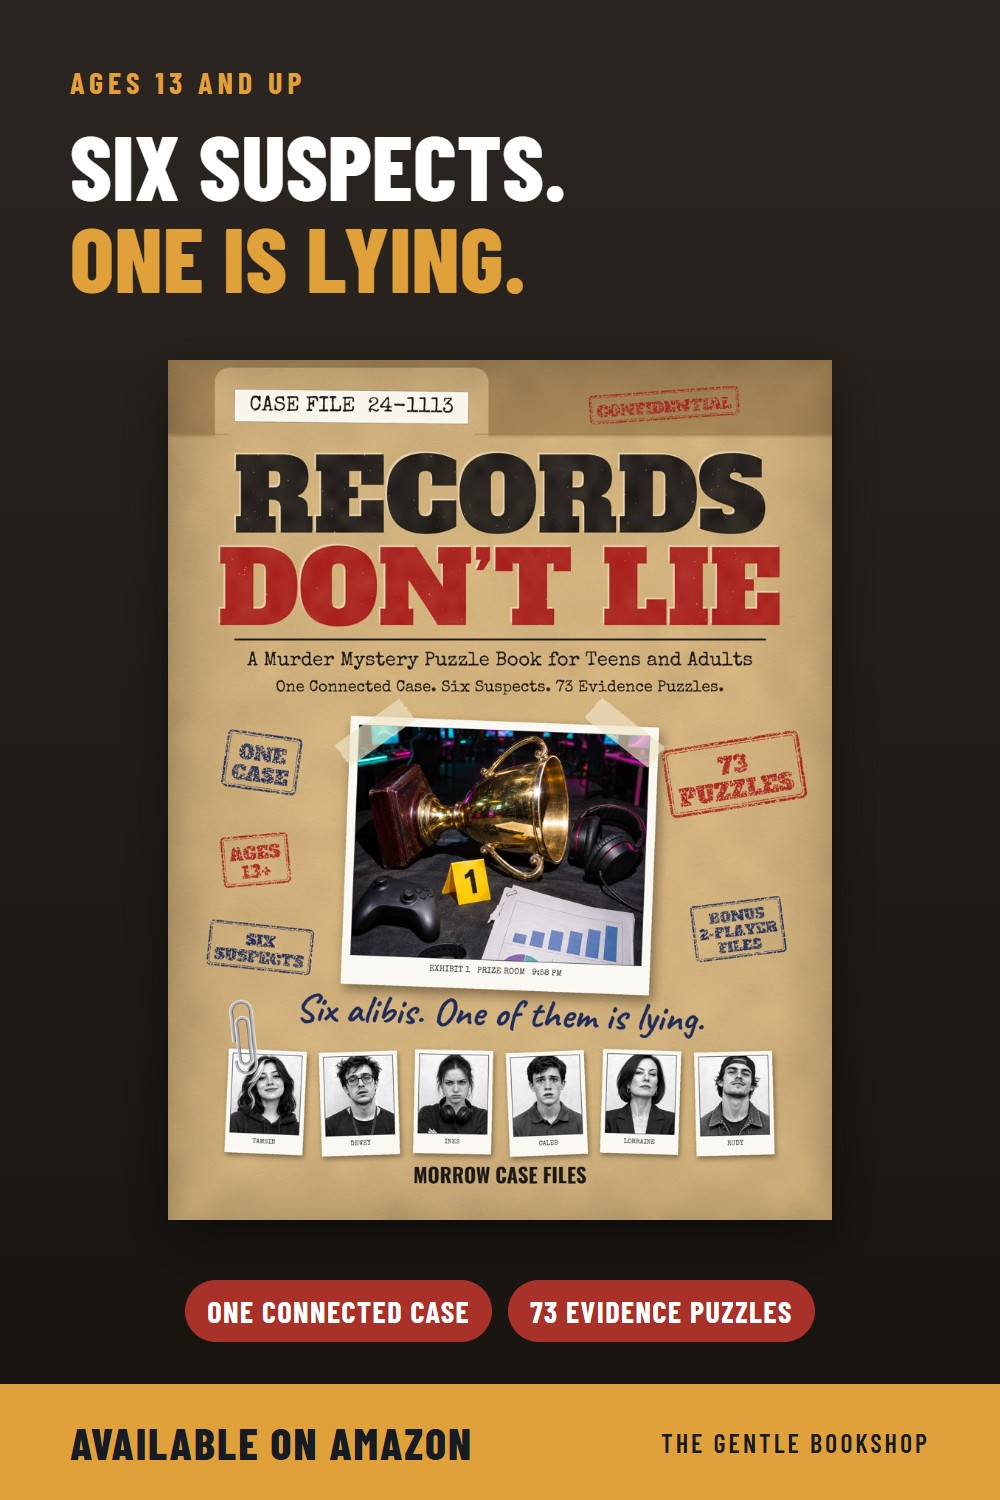 AGES 13 AND UP
SIX SUSPECTS.
ONE IS LYING.
CASE FILE 24-1113
CONFIDENTIAL
RECORDS
DON'T LIE
A Murder Mystery Puzzle Book for Teens and Adults
One Connected Case. Six Suspects. 73 Evidence Puzzles.
ONE
CASE
73
PUZZLES
AGES
13+
1
BONUS
2-PLAYER
FILES
SIX
SUSPECTS
EXHIBIT 1 PRIZE ROOM 9:58 PM
Six alibis. One of them is lying.
TAMSIN
DEWEY
INES
CALEB
LORRAINE
RUDY
MORROW CASE FILES
ONE CONNECTED CASE
73 EVIDENCE PUZZLES
AVAILABLE ON AMAZON
THE GENTLE BOOKSHOP